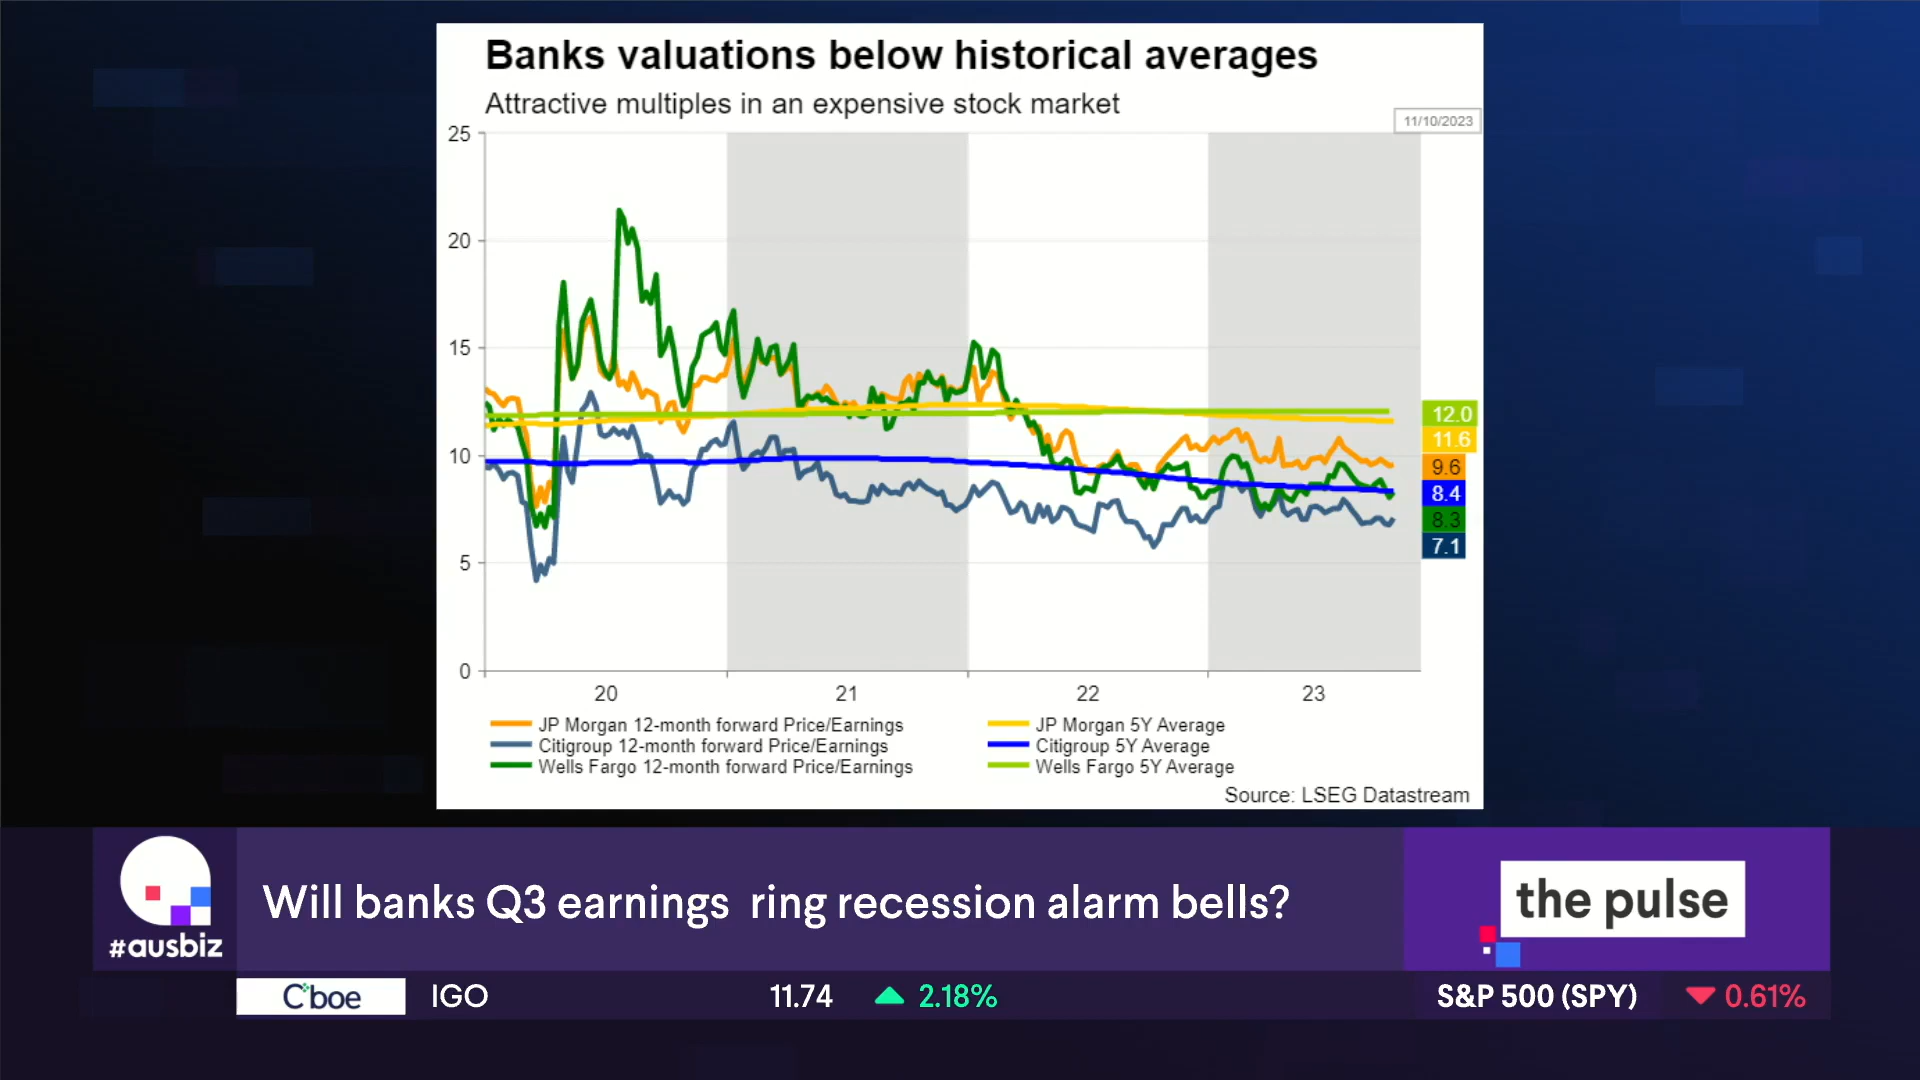 Banks valuations below historical averages
Attractive multiples in an expensive stock market
11/10/2023
25
20
15
10
5
0
12.0
11.6
9.6
8.4
8.3
7.1
20 21 22 23
JP Morgan 12-month forward Price/Earnings JP Morgan 5Y Average
Citigroup 12-month forward Price/Earnings Citigroup 5Y Average
Wells Fargo 12-month forward Price/Earnings Wells Fargo 5Y Average
Source: LSEG Datastream
#ausbiz
Will banks Q3 earnings ring recession alarm bells?
the pulse
Cboe IGO 11.74 2.18% S&P 500 (SPY) 0.61%